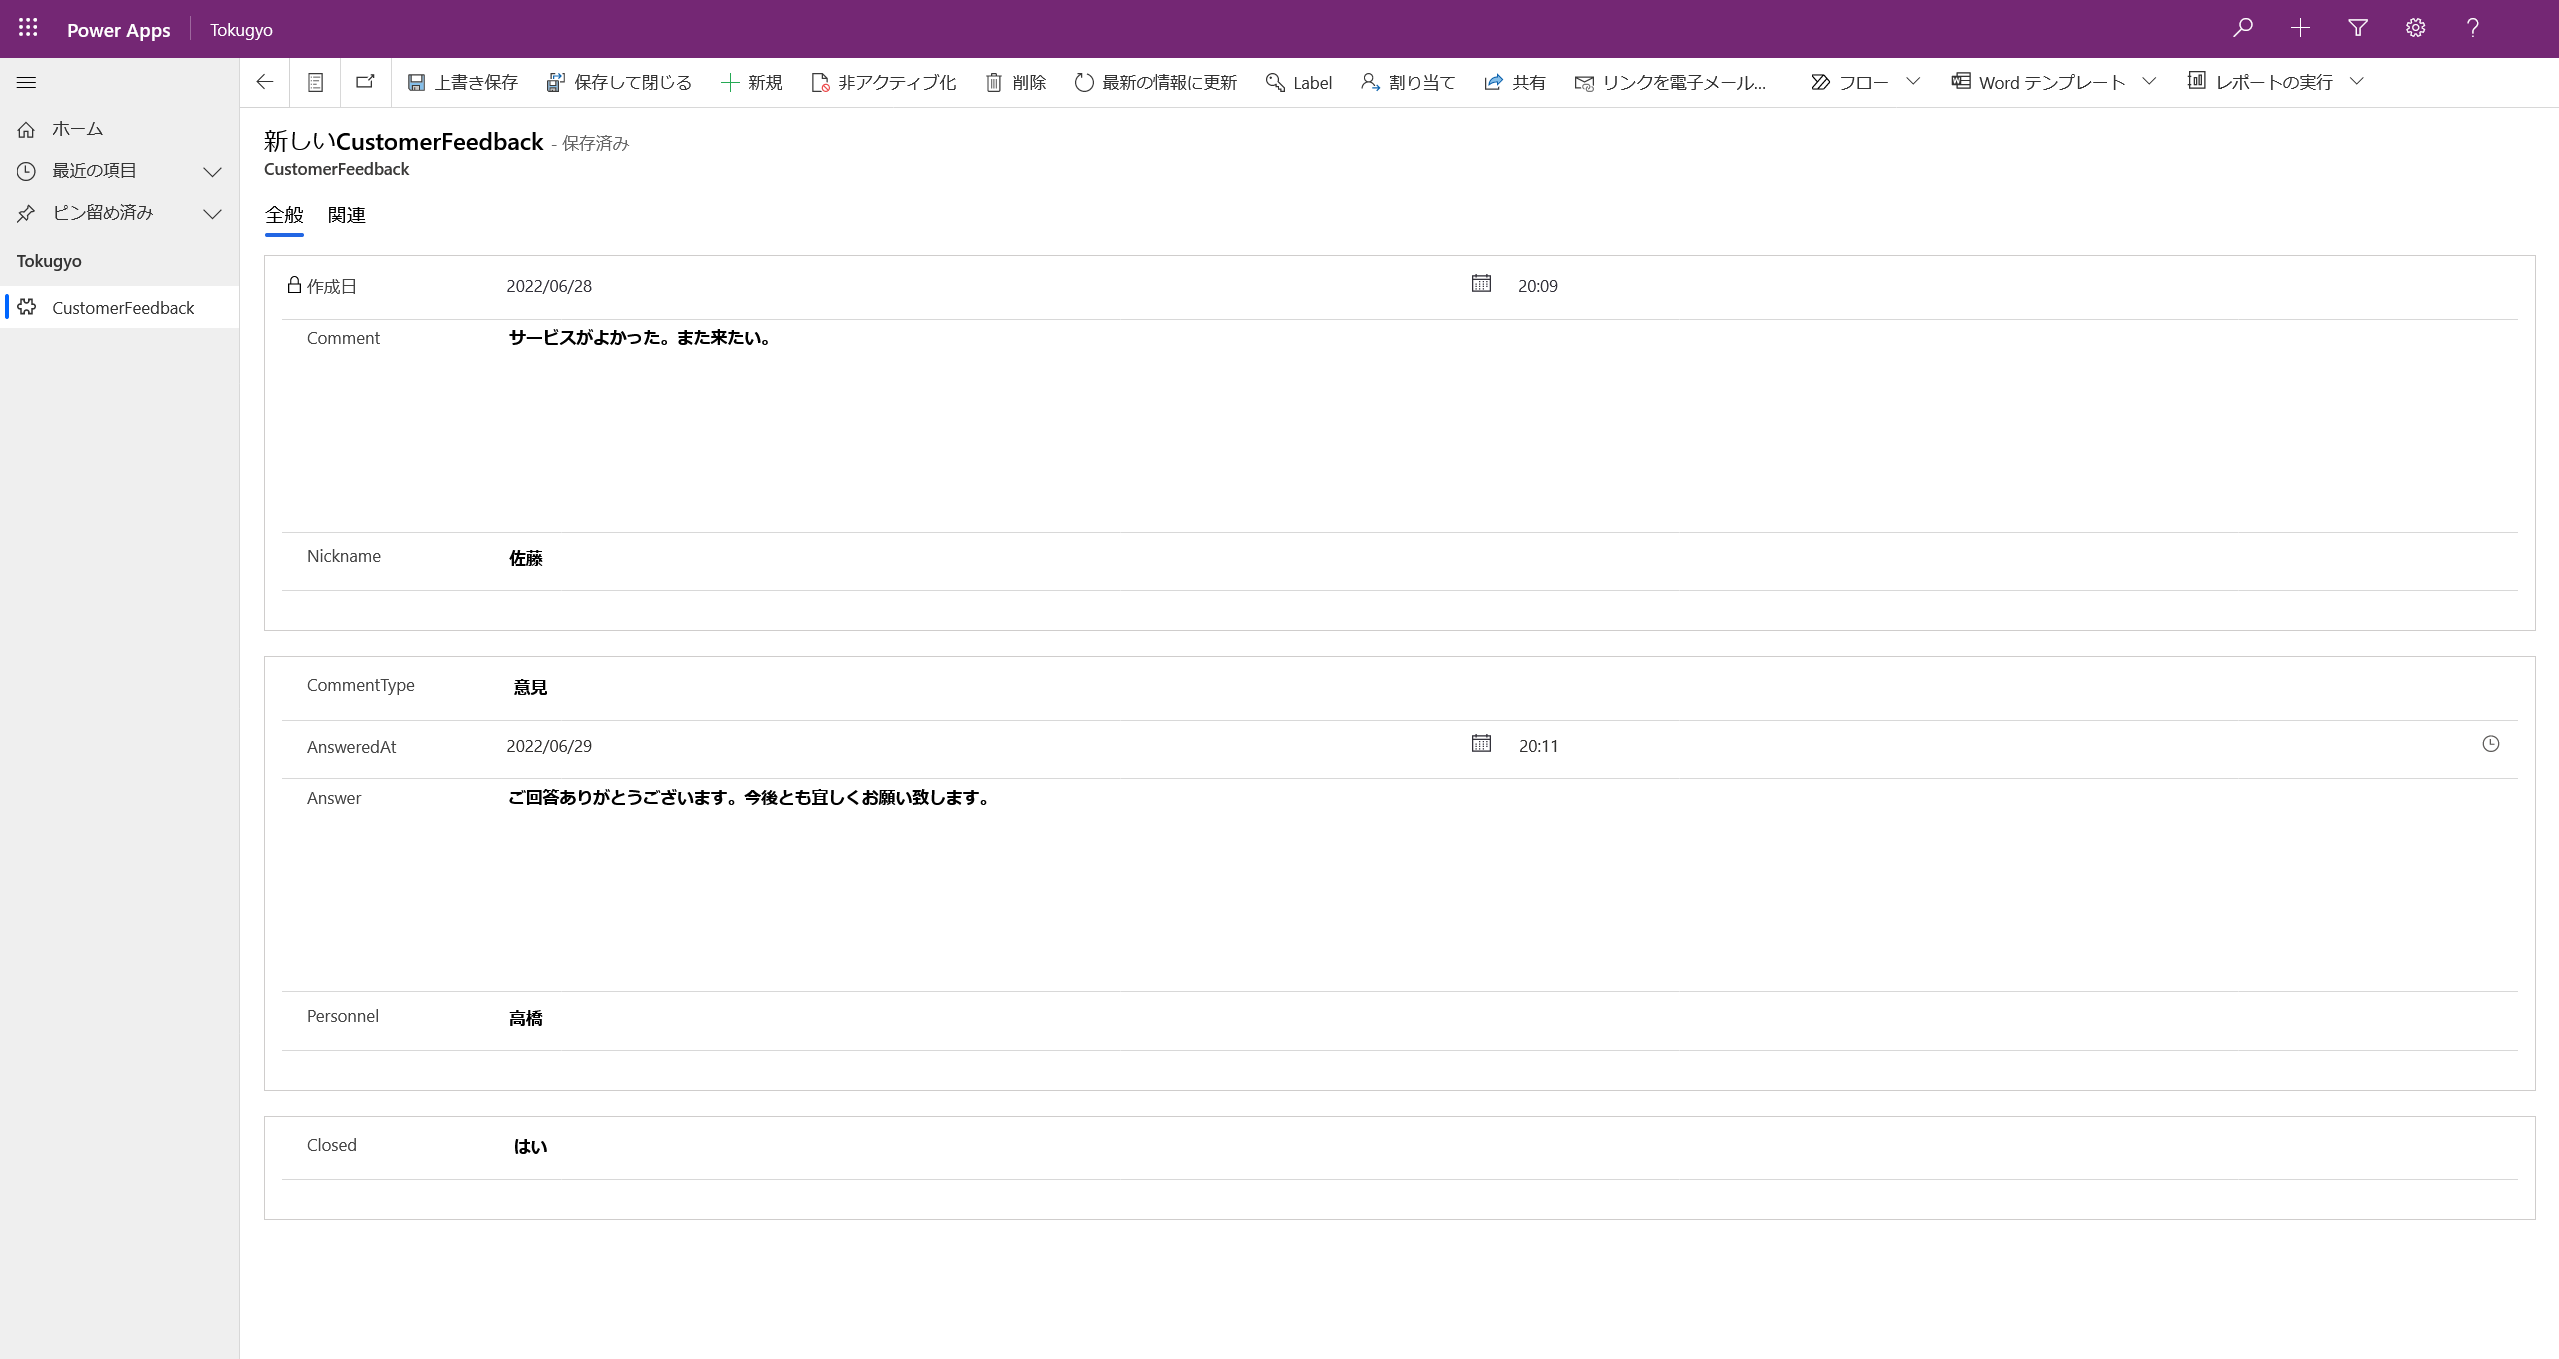 Power Apps Tokugyo
上書き保存 保存して閉じる 新規 非アクティブ化 削除 最新の情報に更新 Label 割り当て 共有 リンクを電子メール... フロー Word テンプレート レポートの実行
ホーム
最近の項目
ピン留め済み
Tokugyo
CustomerFeedback
新しいCustomerFeedback - 保存済み
CustomerFeedback
全般 関連
作成日 2022/06/28 20:09
Comment サービスがよかった。また来たい。
Nickname 佐藤
CommentType 意見
AnsweredAt 2022/06/29 20:11
Answer ご回答ありがとうございます。今後とも宜しくお願い致します。
Personnel 高橋
Closed はい